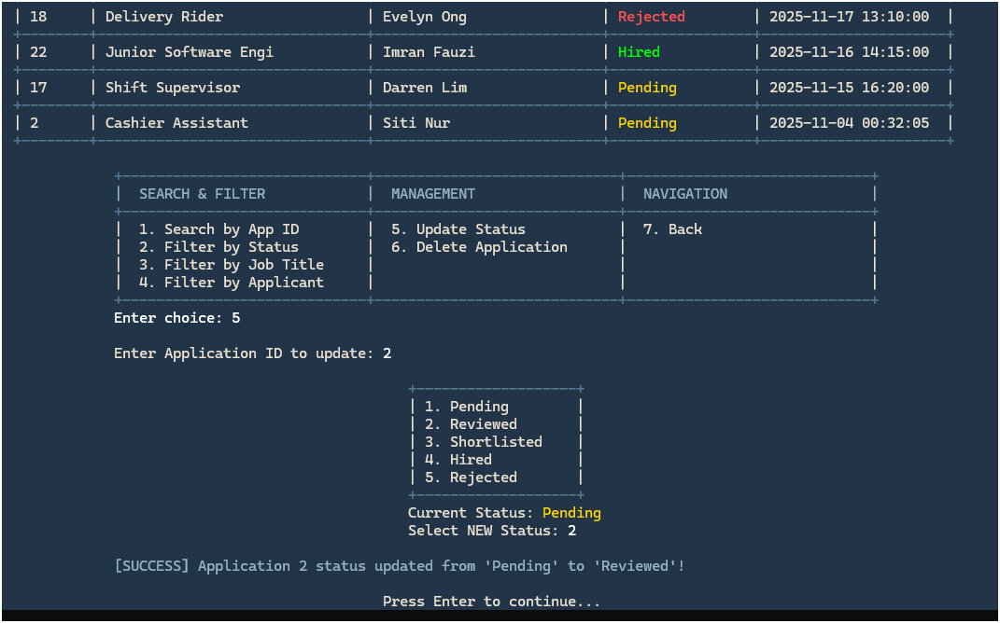 | 18 | Delivery Rider | Evelyn Ong | Rejected | 2025-11-17 13:10:00 |
| 22 | Junior Software Engi | Imran Fauzi | Hired | 2025-11-16 14:15:00 |
| 17 | Shift Supervisor | Darren Lim | Pending | 2025-11-15 16:20:00 |
| 2 | Cashier Assistant | Siti Nur | Pending | 2025-11-04 00:32:05 |
| SEARCH & FILTER | MANAGEMENT | NAVIGATION |
| 1. Search by App ID | 5. Update Status | 7. Back |
| 2. Filter by Status | 6. Delete Application | |
| 3. Filter by Job Title | | |
| 4. Filter by Applicant | | |
Enter choice: 5
Enter Application ID to update: 2
| 1. Pending |
| 2. Reviewed |
| 3. Shortlisted |
| 4. Hired |
| 5. Rejected |
Current Status: Pending
Select NEW Status: 2
[SUCCESS] Application 2 status updated from 'Pending' to 'Reviewed'!
Press Enter to continue...